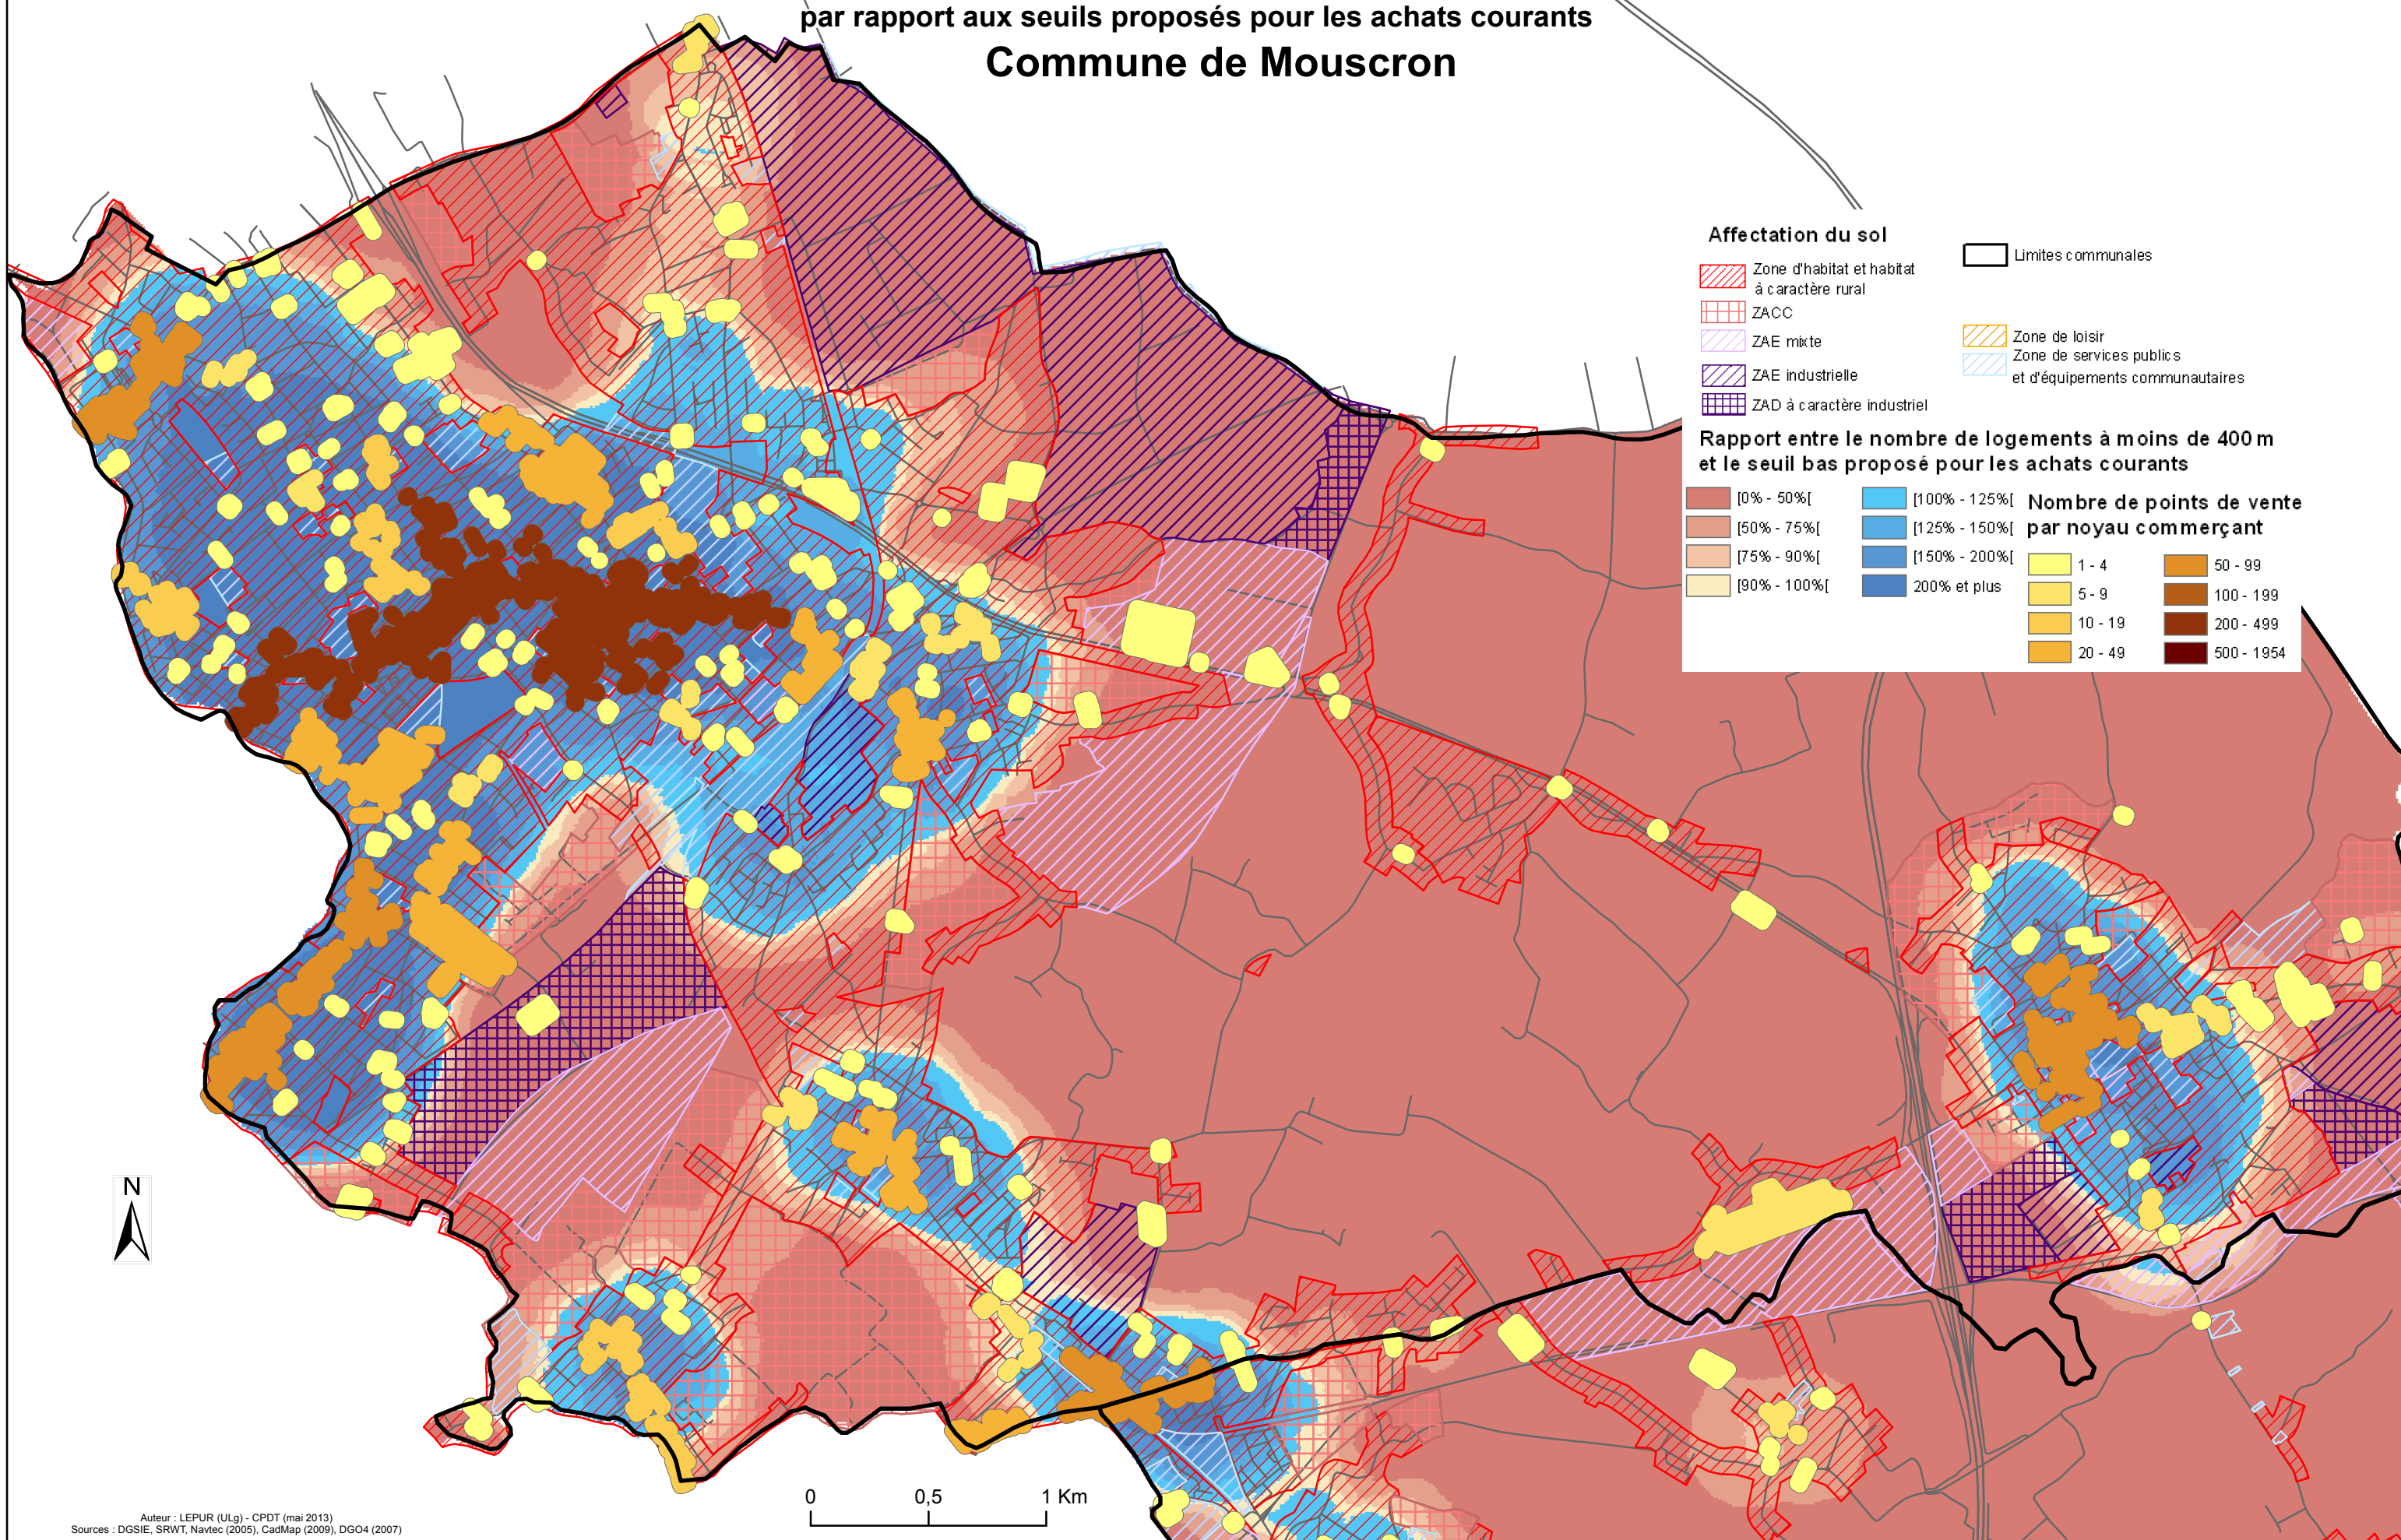 par rapport aux seuils proposés pour les achats courants
Commune de Mouscron
Affectation du sol
Zone d'habitat et habitat
à caractère rural
ZACC
ZAE mixte
ZAE industrielle
ZAD à caractère industriel
Limites communales
Zone de loisir
Zone de services publics
et d'équipements communautaires
Rapport entre le nombre de logements à moins de 400 m
et le seuil bas proposé pour les achats courants
[0% - 50%[
[50% - 75%[
[75% - 90%[
[90% - 100%[
[100% - 125%[
[125% - 150%[
[150% - 200%[
200% et plus
Nombre de points de vente
par noyau commerçant
1 - 4
5 - 9
10 - 19
20 - 49
50 - 99
100 - 199
200 - 499
500 - 1954
N
0 0,5 1 Km
Auteur : LEPUR (ULg) - CPDT (mai 2013)
Sources : DGSIE, SRWT, Navtec (2005), CadMap (2009), DGO4 (2007)